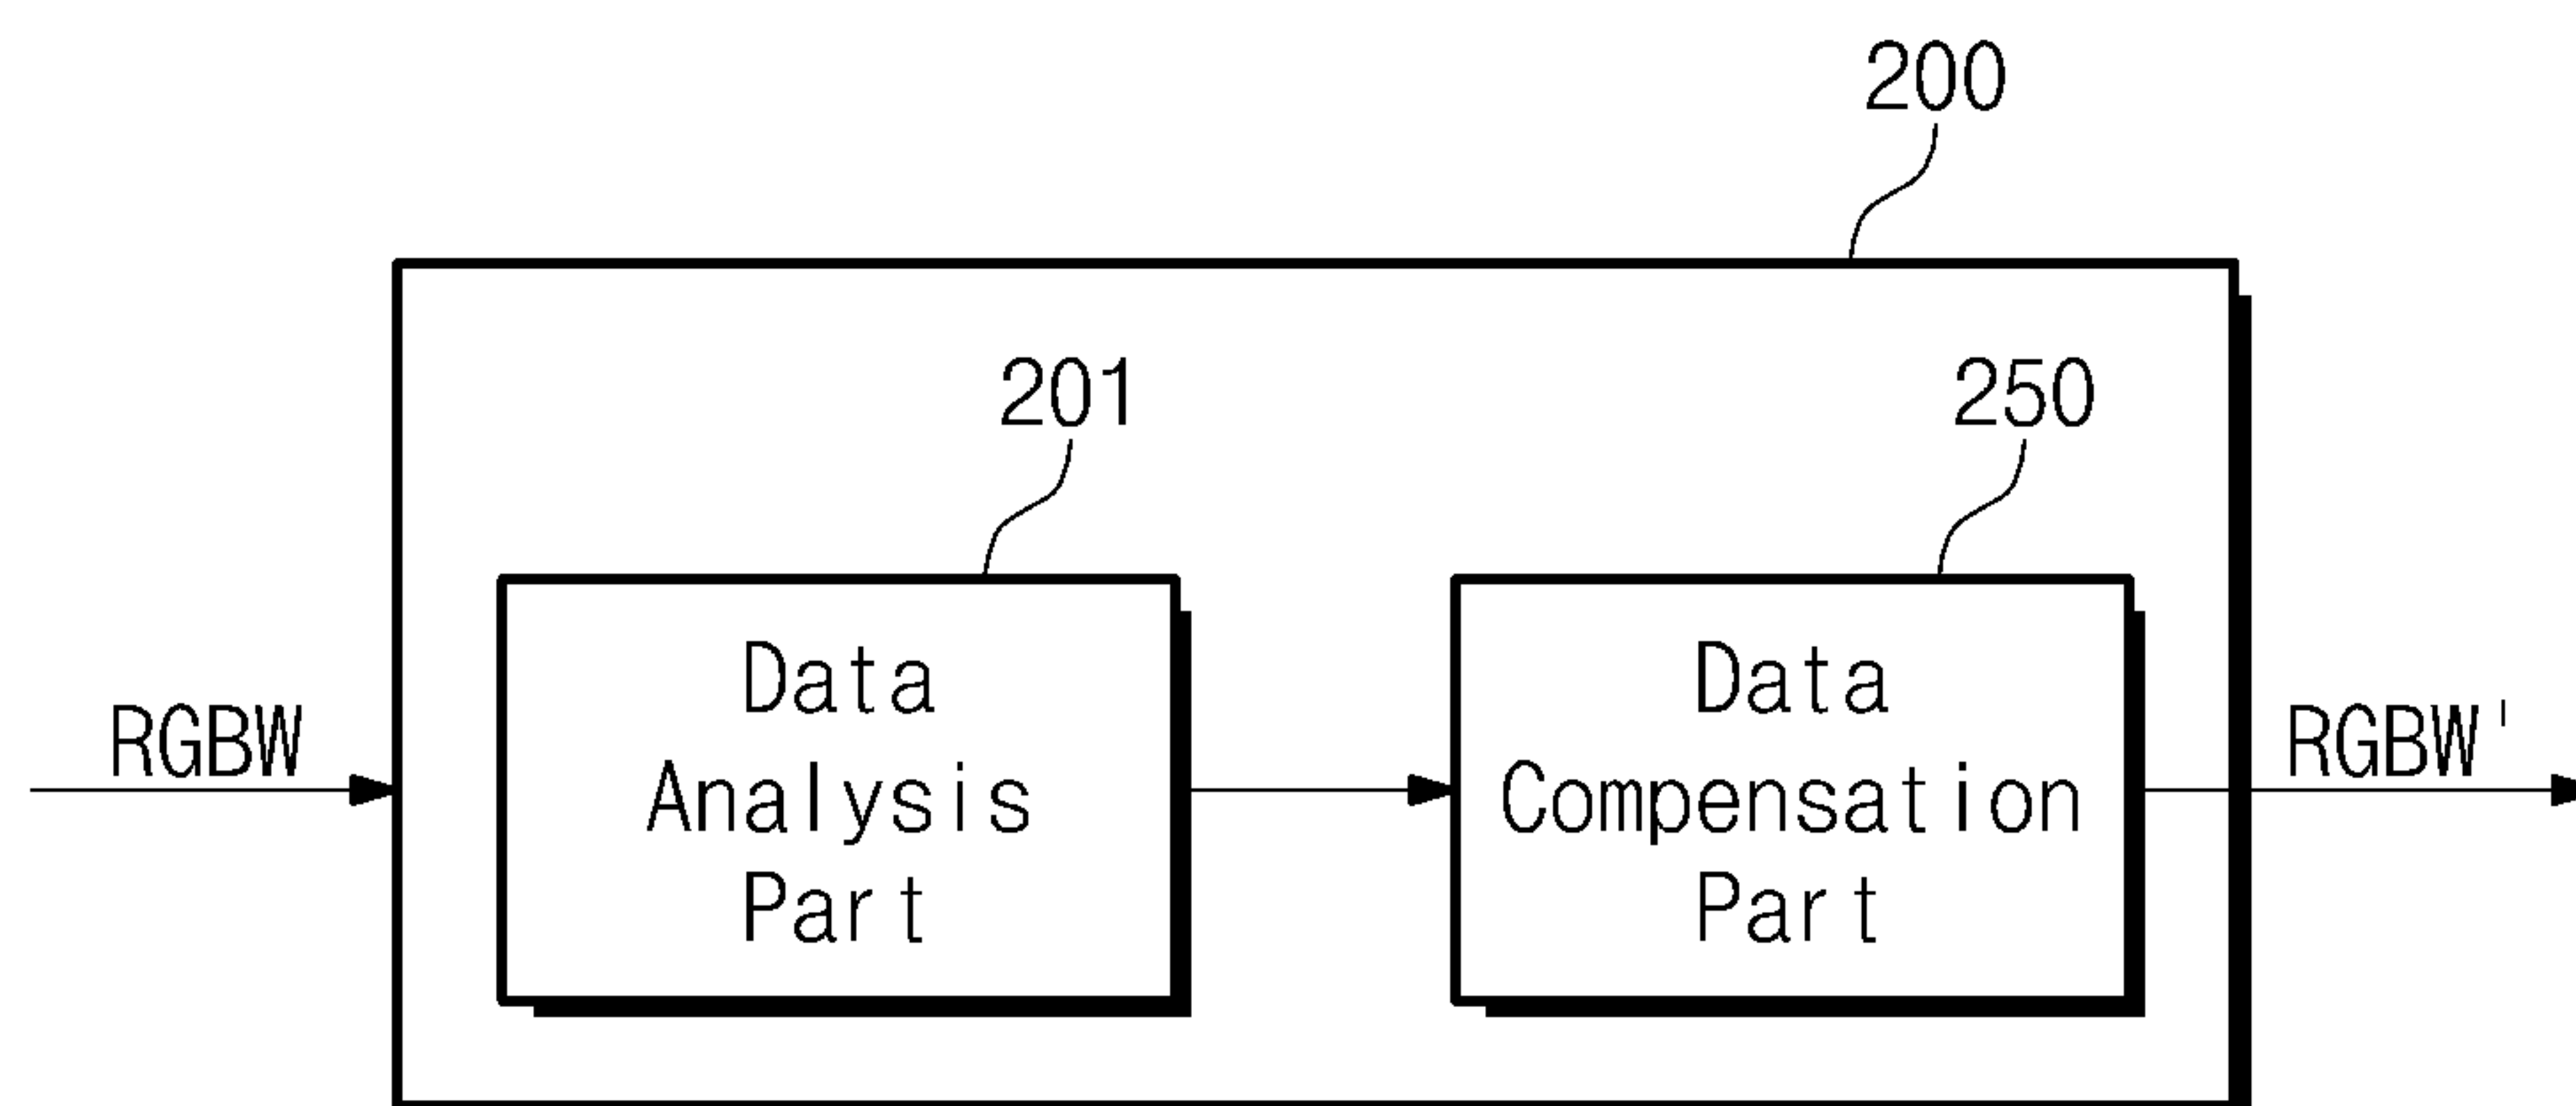 200
201
250
Data
Analysis
Part
Data
Compensation
Part
RGBW
RGBW'